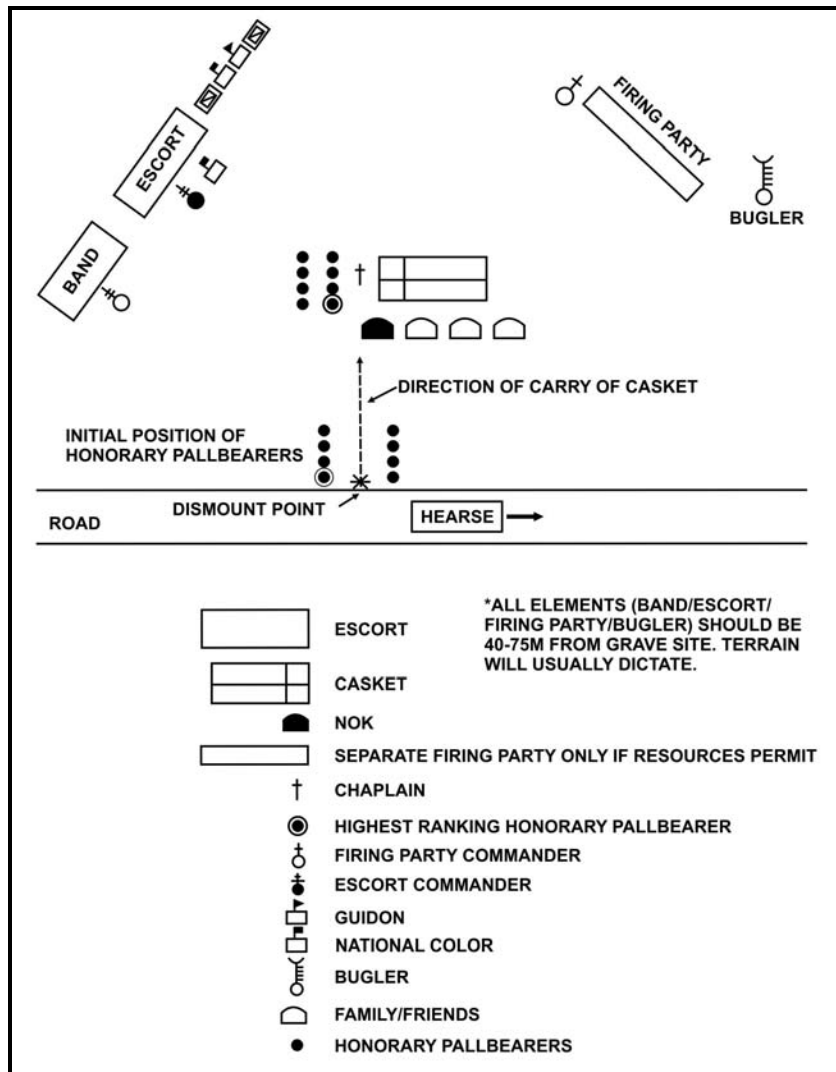 FIRING PARTY
ESCORT
BUGLER
BAND
DIRECTION OF CARRY OF CASKET
INITIAL POSITION OF
HONORARY PALLBEARERS
DISMOUNT POINT
ROAD
HEARSE
*ALL ELEMENTS (BAND/ESCORT/
FIRING PARTY/BUGLER) SHOULD BE
40-75M FROM GRAVE SITE. TERRAIN
WILL USUALLY DICTATE.
ESCORT
CASKET
NOK
SEPARATE FIRING PARTY ONLY IF RESOURCES PERMIT
CHAPLAIN
HIGHEST RANKING HONORARY PALLBEARER
FIRING PARTY COMMANDER
ESCORT COMMANDER
GUIDON
NATIONAL COLOR
BUGLER
FAMILY/FRIENDS
HONORARY PALLBEARERS